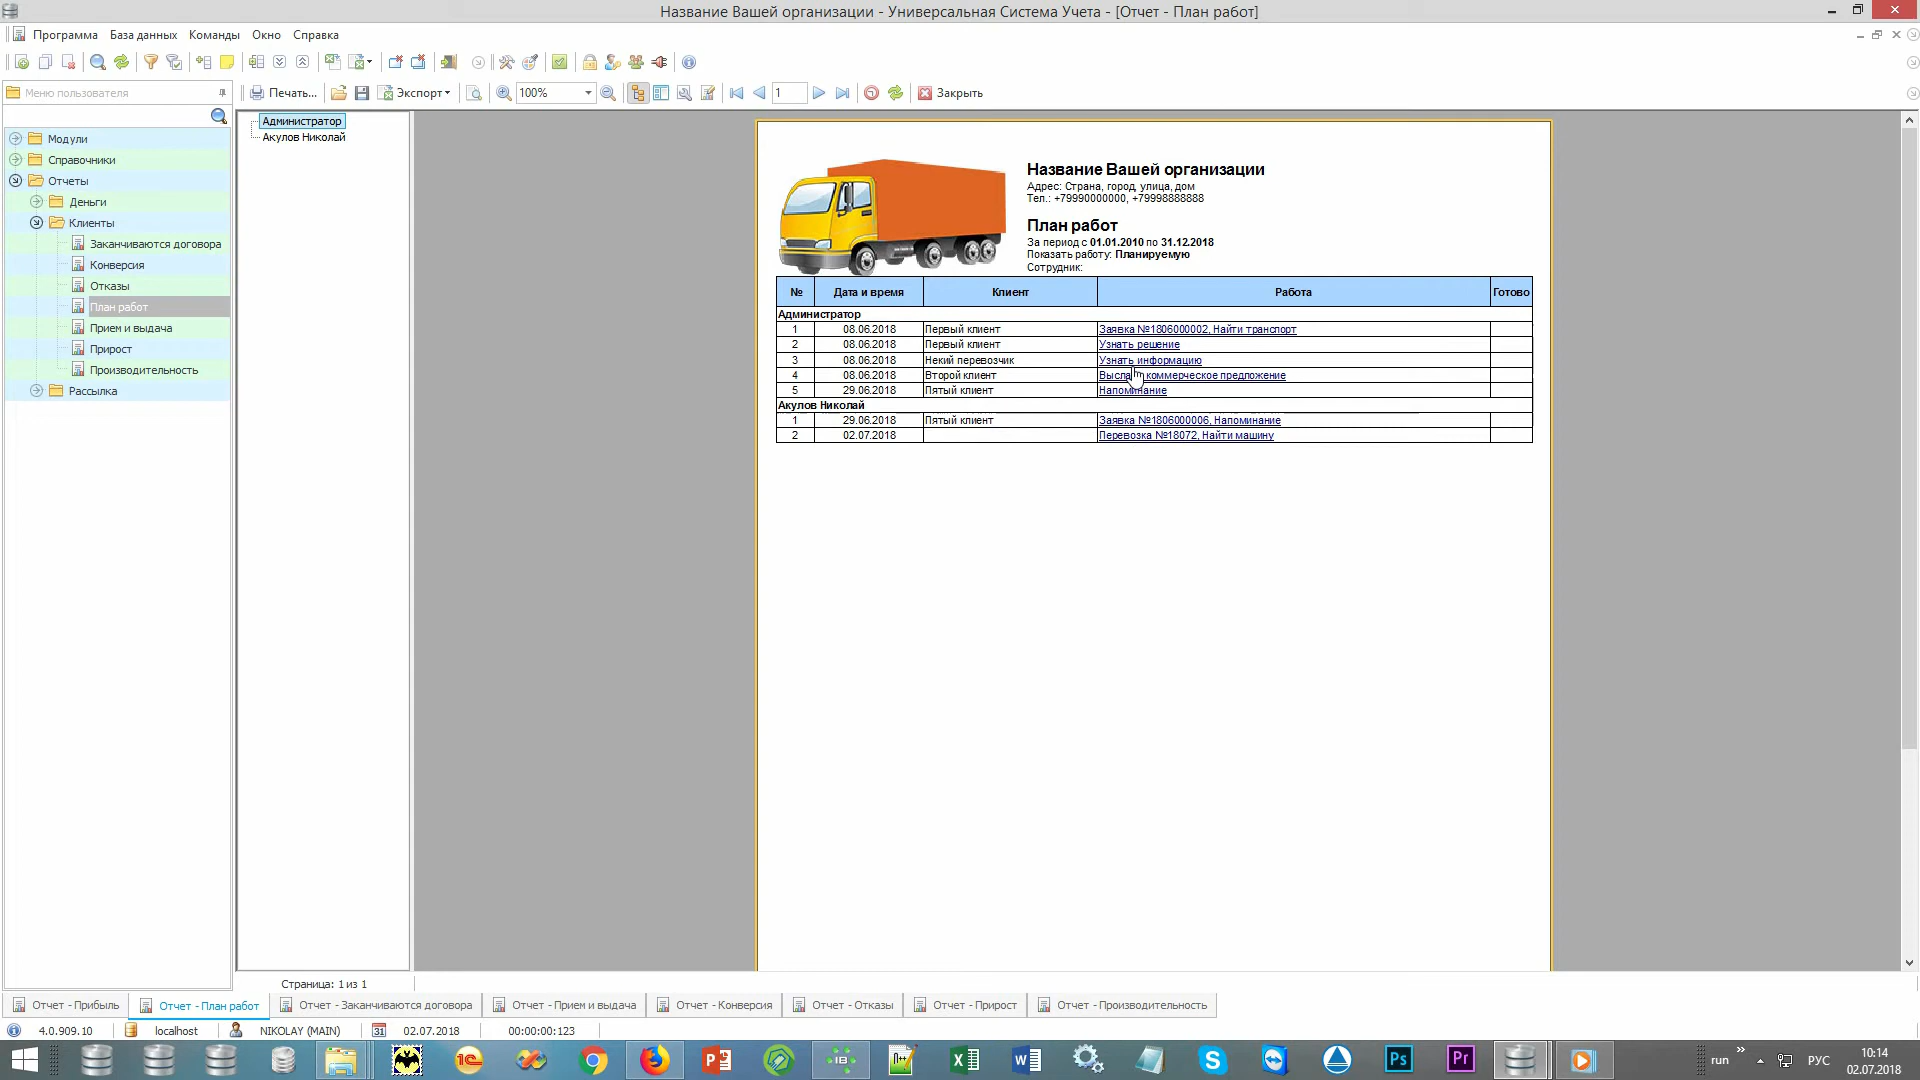 Название Вашей организации - Универсальная Система Учета - [Отчет - План работ]
Программа База данных Команды Окно Справка
Печать... Экспорт 100% 1 Закрыть
Меню пользователя
Модули
Справочники
Отчеты
Деньги
Клиенты
Заканчиваются договора
Конверсия
Отказы
План работ
Прием и выдача
Прирост
Производительность
Рассылка
Администратор
Акулов Николай
Название Вашей организации
Адрес: Страна, город, улица, дом
Тел.: +79990000000, +79998888888
План работ
За период с 01.01.2010 по 31.12.2018
Показать работу: Планируемую
Сотрудник:
№ Дата и время Клиент Работа Готово
Администратор
1 08.06.2018 Первый клиент Заявка №1806000002, Найти транспорт
2 08.06.2018 Первый клиент Узнать решение
3 08.06.2018 Некий перевозчик Узнать информацию
4 08.06.2018 Второй клиент коммерческое предложение
5 29.06.2018 Пятый клиент Напоминание
Акулов Николай
1 29.06.2018 Пятый клиент Заявка №1806000006, Напоминание
2 02.07.2018 Перевозка №18072, Найти машину
Страница: 1 из 1
Отчет - Прибыль Отчет - План работ Отчет - Заканчиваются договора Отчет - Прием и выдача Отчет - Конверсия Отчет - Отказы Отчет - Прирост Отчет - Производительность
4.0.909.10 localhost NIKOLAY (MAIN) 31 02.07.2018 00:00:00:123
1С P N++ X W S Ps Pr run » РУС 10:14
02.07.2018